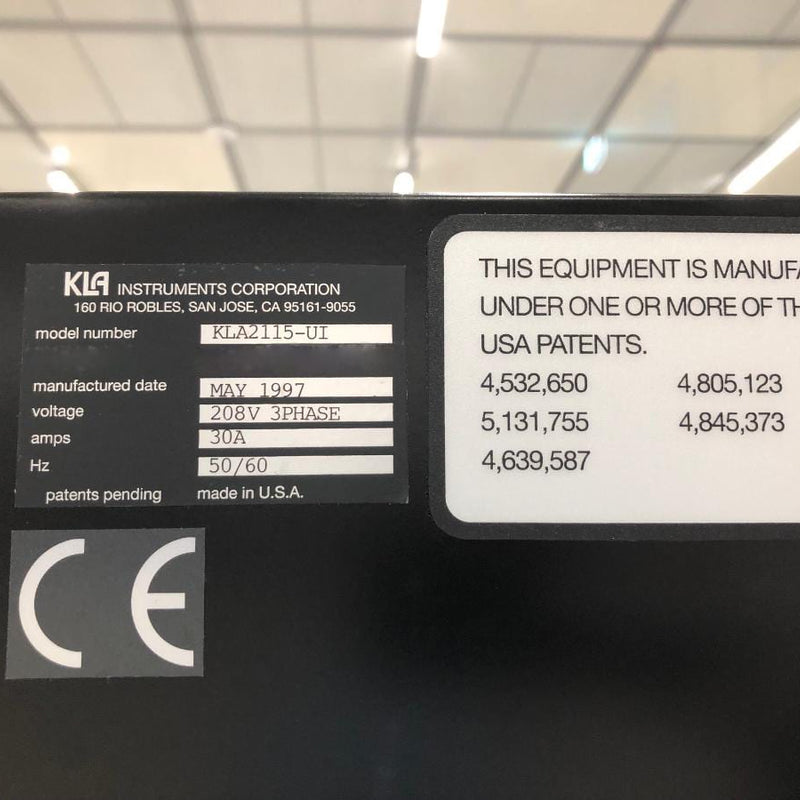 KLA INSTRUMENTS CORPORATION
160 RIO ROBLES, SAN JOSE, CA 95161-9055
model number KLA2115-UI
manufactured date MAY 1997
voltage 208V 3PHASE
amps 30A
Hz 50/60
patents pending made in U.S.A.
CE
THIS EQUIPMENT IS MANUFA
UNDER ONE OR MORE OF TH
USA PATENTS.
4,532,650 4,805,123
5,131,755 4,845,373
4,639,587